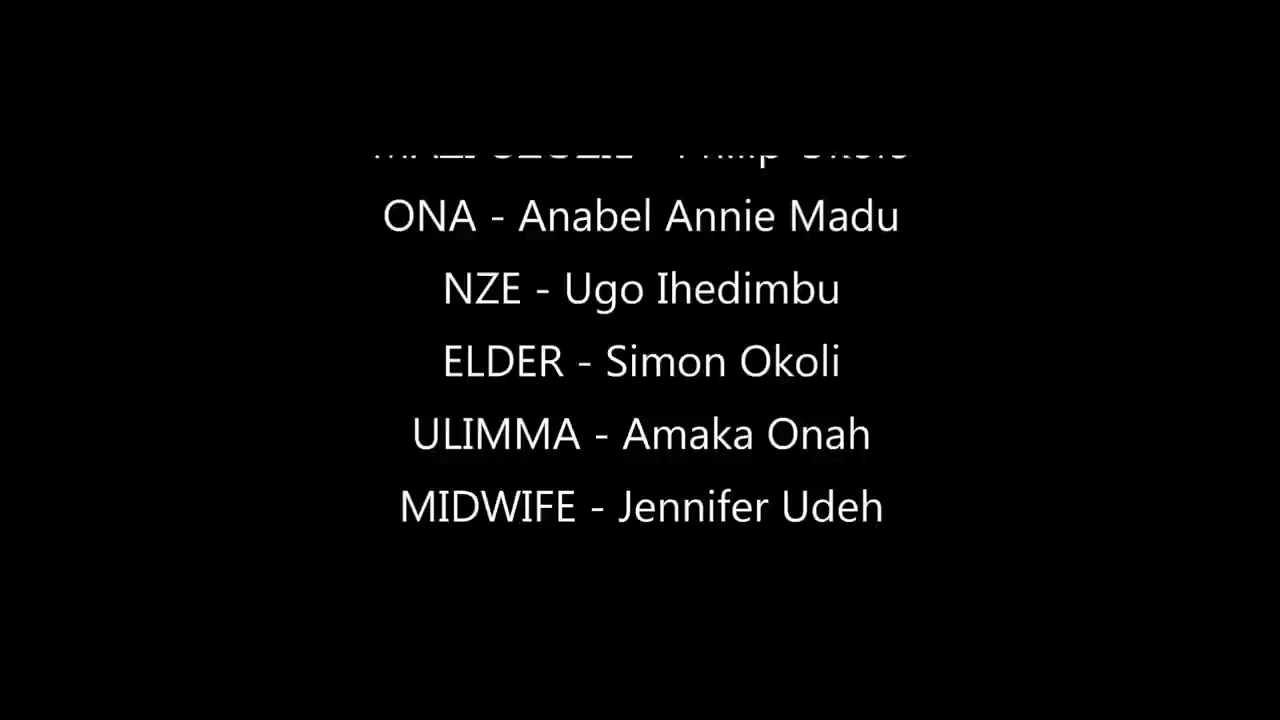 ONA - Anabel Annie Madu
NZE - Ugo Ihedimbu
ELDER - Simon Okoli
ULIMMA - Amaka Onah
MIDWIFE - Jennifer Udeh